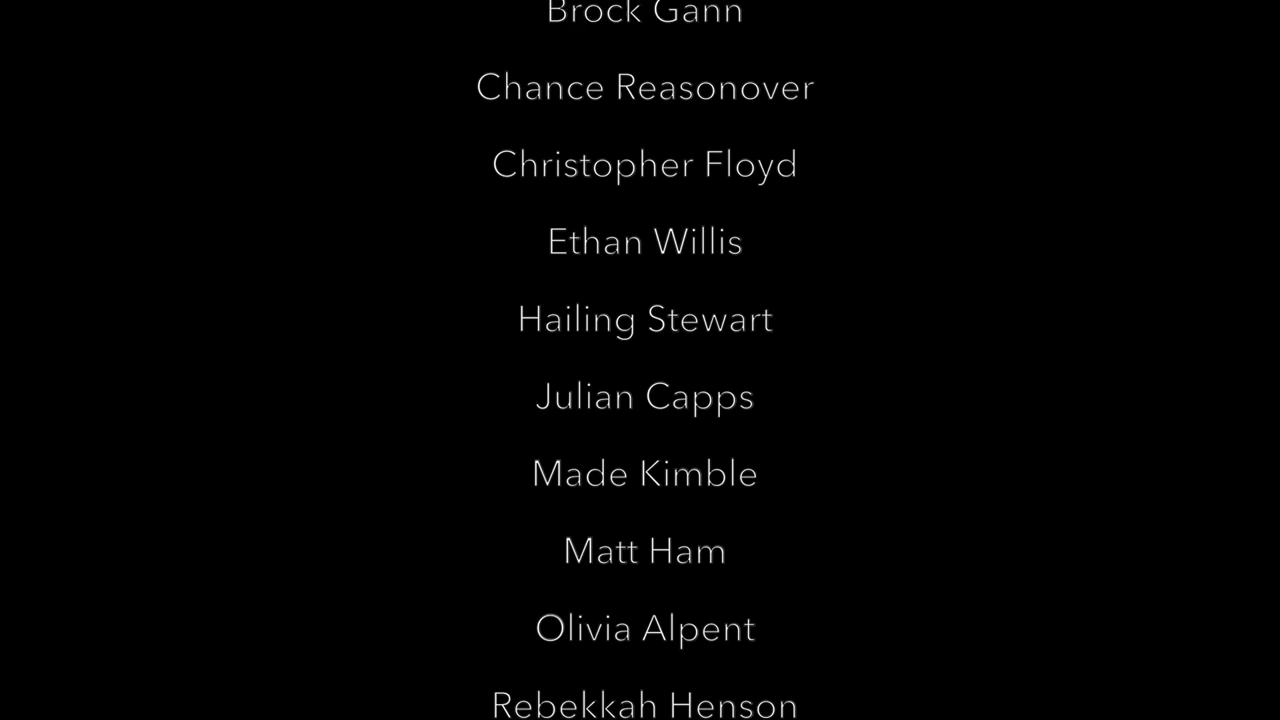 Brock Gann
Chance Reasonover
Christopher Floyd
Ethan Willis
Hailing Stewart
Julian Capps
Made Kimble
Matt Ham
Olivia Alpent
Rebekkah Henson